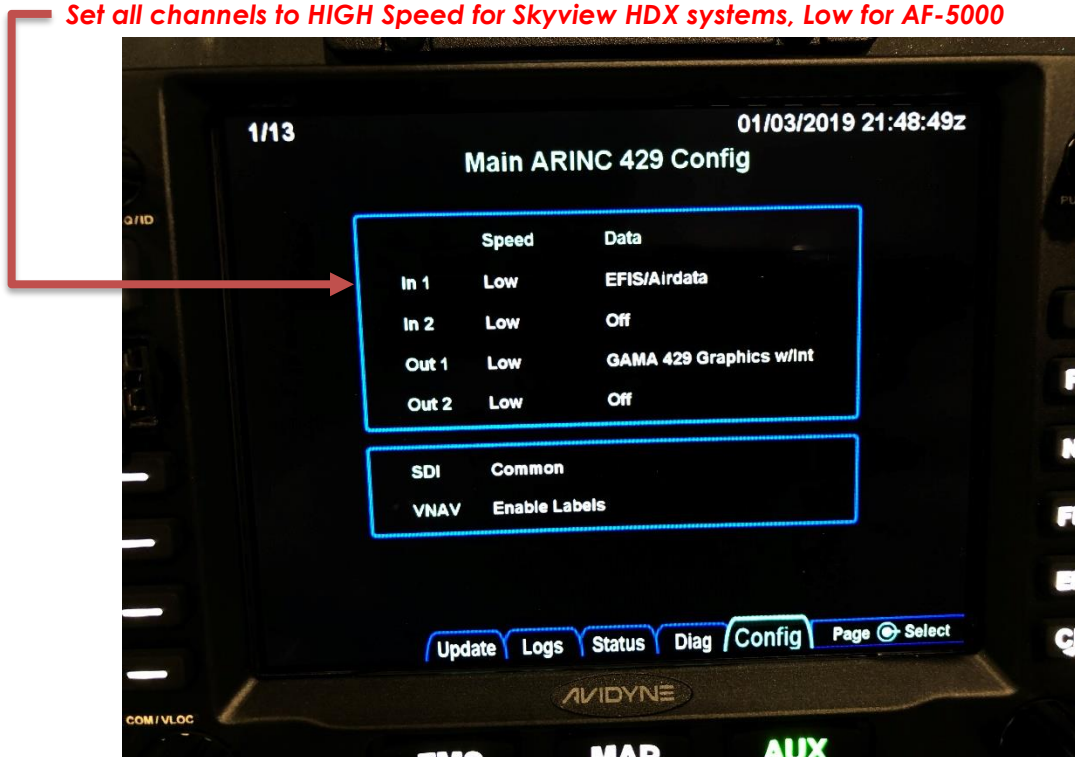 Set all channels to HIGH Speed for Skyview HDX systems, Low for AF-5000
1/13
01/03/2019 21:48:49z
Main ARINC 429 Config
Speed Data
In 1 Low EFIS/Airdata
In 2 Low Off
Out 1 Low GAMA 429 Graphics w/Int
Out 2 Low Off
SDI Common
VNAV Enable Labels
Update Logs Status Diag Config Page Select
AVIDYNE
COM / VLOC
MAP
AUX